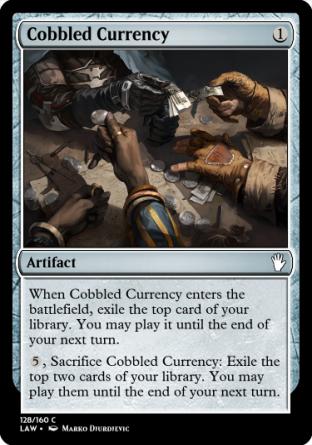 Cobbled Currency 1
Artifact
When Cobbled Currency enters the
battlefield, exile the top card of your
library. You may play it until the end of
your next turn.
5, Sacrifice Cobbled Currency: Exile the
top two cards of your library. You may
play them until the end of your next turn.
128/160 C
LAW • Marko Djurdjevic